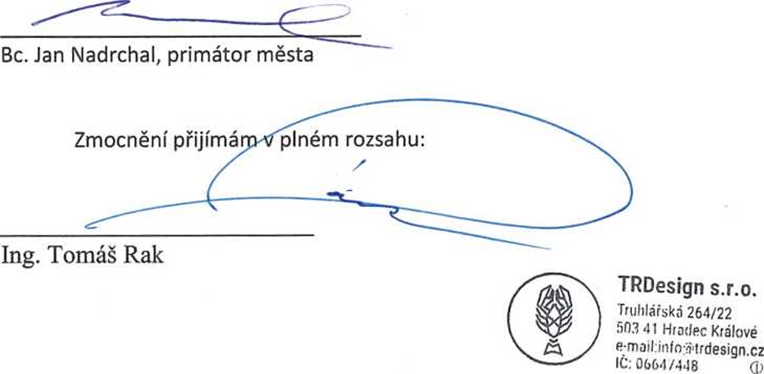 Bc. Jan Nadrchal, primátor města
Zmocnění přijímám v plném rozsahu:
Ing. Tomáš Rak
TRDesign s.r.o.
Truhlářská 264/22
503 41 Hradec Králové
e-mail:info@trdesign.cz
IČ: 06647448